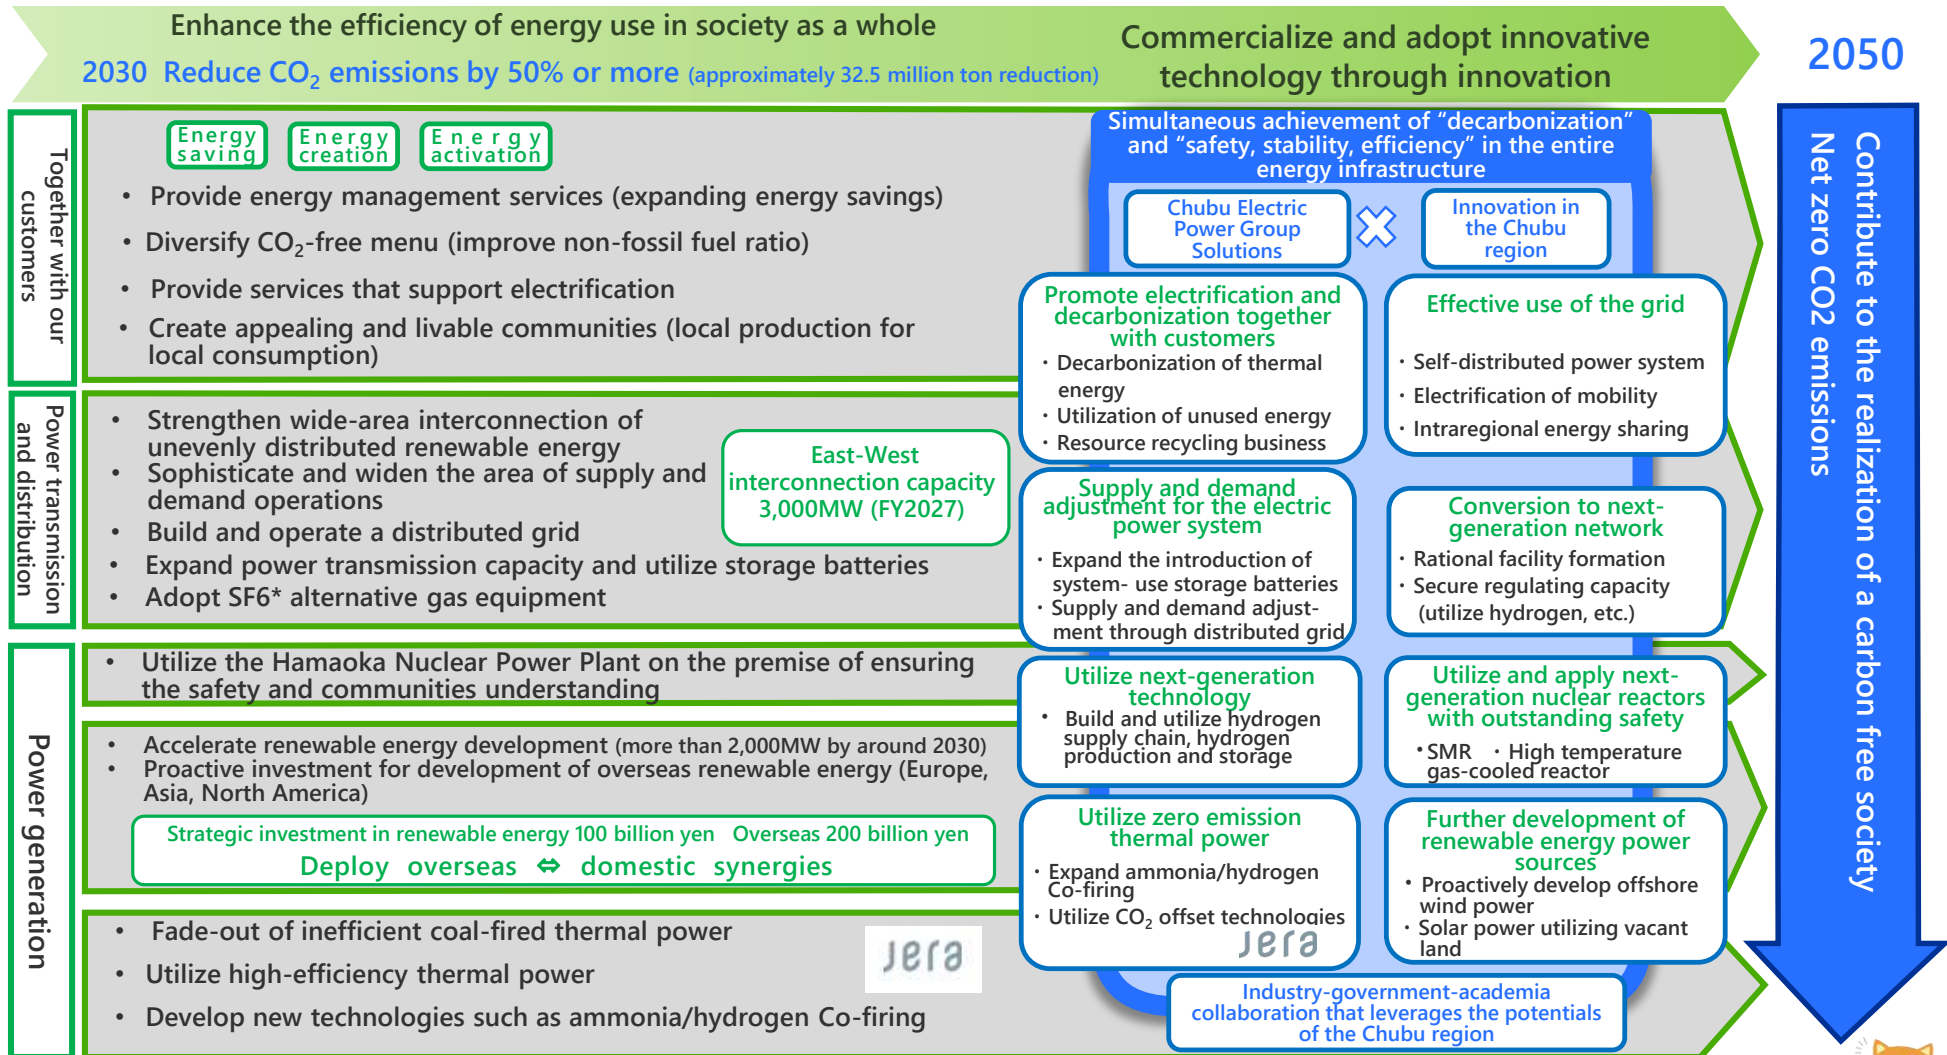 Enhance the efficiency of energy use in society as a whole
2030 Reduce CO₂ emissions by 50% or more (approximately 32.5 million ton reduction)
Commercialize and adopt innovative
technology through innovation
2050
Together with our
customers
Energy
saving
Energy
creation
Energy
activation
• Provide energy management services (expanding energy savings)
• Diversify CO₂-free menu (improve non-fossil fuel ratio)
• Provide services that support electrification
• Create appealing and livable communities (local production for
local consumption)
Power transmission
and distribution
• Strengthen wide-area interconnection of
unevenly distributed renewable energy
• Sophisticate and widen the area of supply and
demand operations
• Build and operate a distributed grid
• Expand power transmission capacity and utilize storage batteries
• Adopt SF6* alternative gas equipment
East-West
interconnection capacity
3,000MW (FY2027)
Power generation
• Utilize the Hamaoka Nuclear Power Plant on the premise of ensuring
the safety and communities understanding
• Accelerate renewable energy development (more than 2,000MW by around 2030)
• Proactive investment for development of overseas renewable energy (Europe,
Asia, North America)
Strategic investment in renewable energy 100 billion yen Overseas 200 billion yen
Deploy overseas ⇔ domestic synergies
• Fade-out of inefficient coal-fired thermal power
• Utilize high-efficiency thermal power
• Develop new technologies such as ammonia/hydrogen Co-firing
Jera
Simultaneous achievement of “decarbonization”
and “safety, stability, efficiency” in the entire
energy infrastructure
Chubu Electric
Power Group
Solutions
Innovation in
the Chubu
region
Promote electrification and
decarbonization together
with customers
・Decarbonization of thermal
energy
・Utilization of unused energy
・Resource recycling business
Effective use of the grid
・Self-distributed power system
・Electrification of mobility
・Intraregional energy sharing
Supply and demand
adjustment for the electric
power system
・Expand the introduction of
system- use storage batteries
・Supply and demand adjust-
ment through distributed grid
Conversion to next-
generation network
・Rational facility formation
・Secure regulating capacity
(utilize hydrogen, etc.)
Utilize next-generation
technology
・Build and utilize hydrogen
supply chain, hydrogen
production and storage
Utilize and apply next-
generation nuclear reactors
with outstanding safety
・SMR ・High temperature
gas-cooled reactor
Utilize zero emission
thermal power
・Expand ammonia/hydrogen
Co-firing
・Utilize CO₂ offset technologies
Jera
Further development of
renewable energy power
sources
・Proactively develop offshore
wind power
・Solar power utilizing vacant
land
Industry-government-academia
collaboration that leverages the potentials
of the Chubu region
Contribute to the realization of a carbon free society
Net zero CO2 emissions